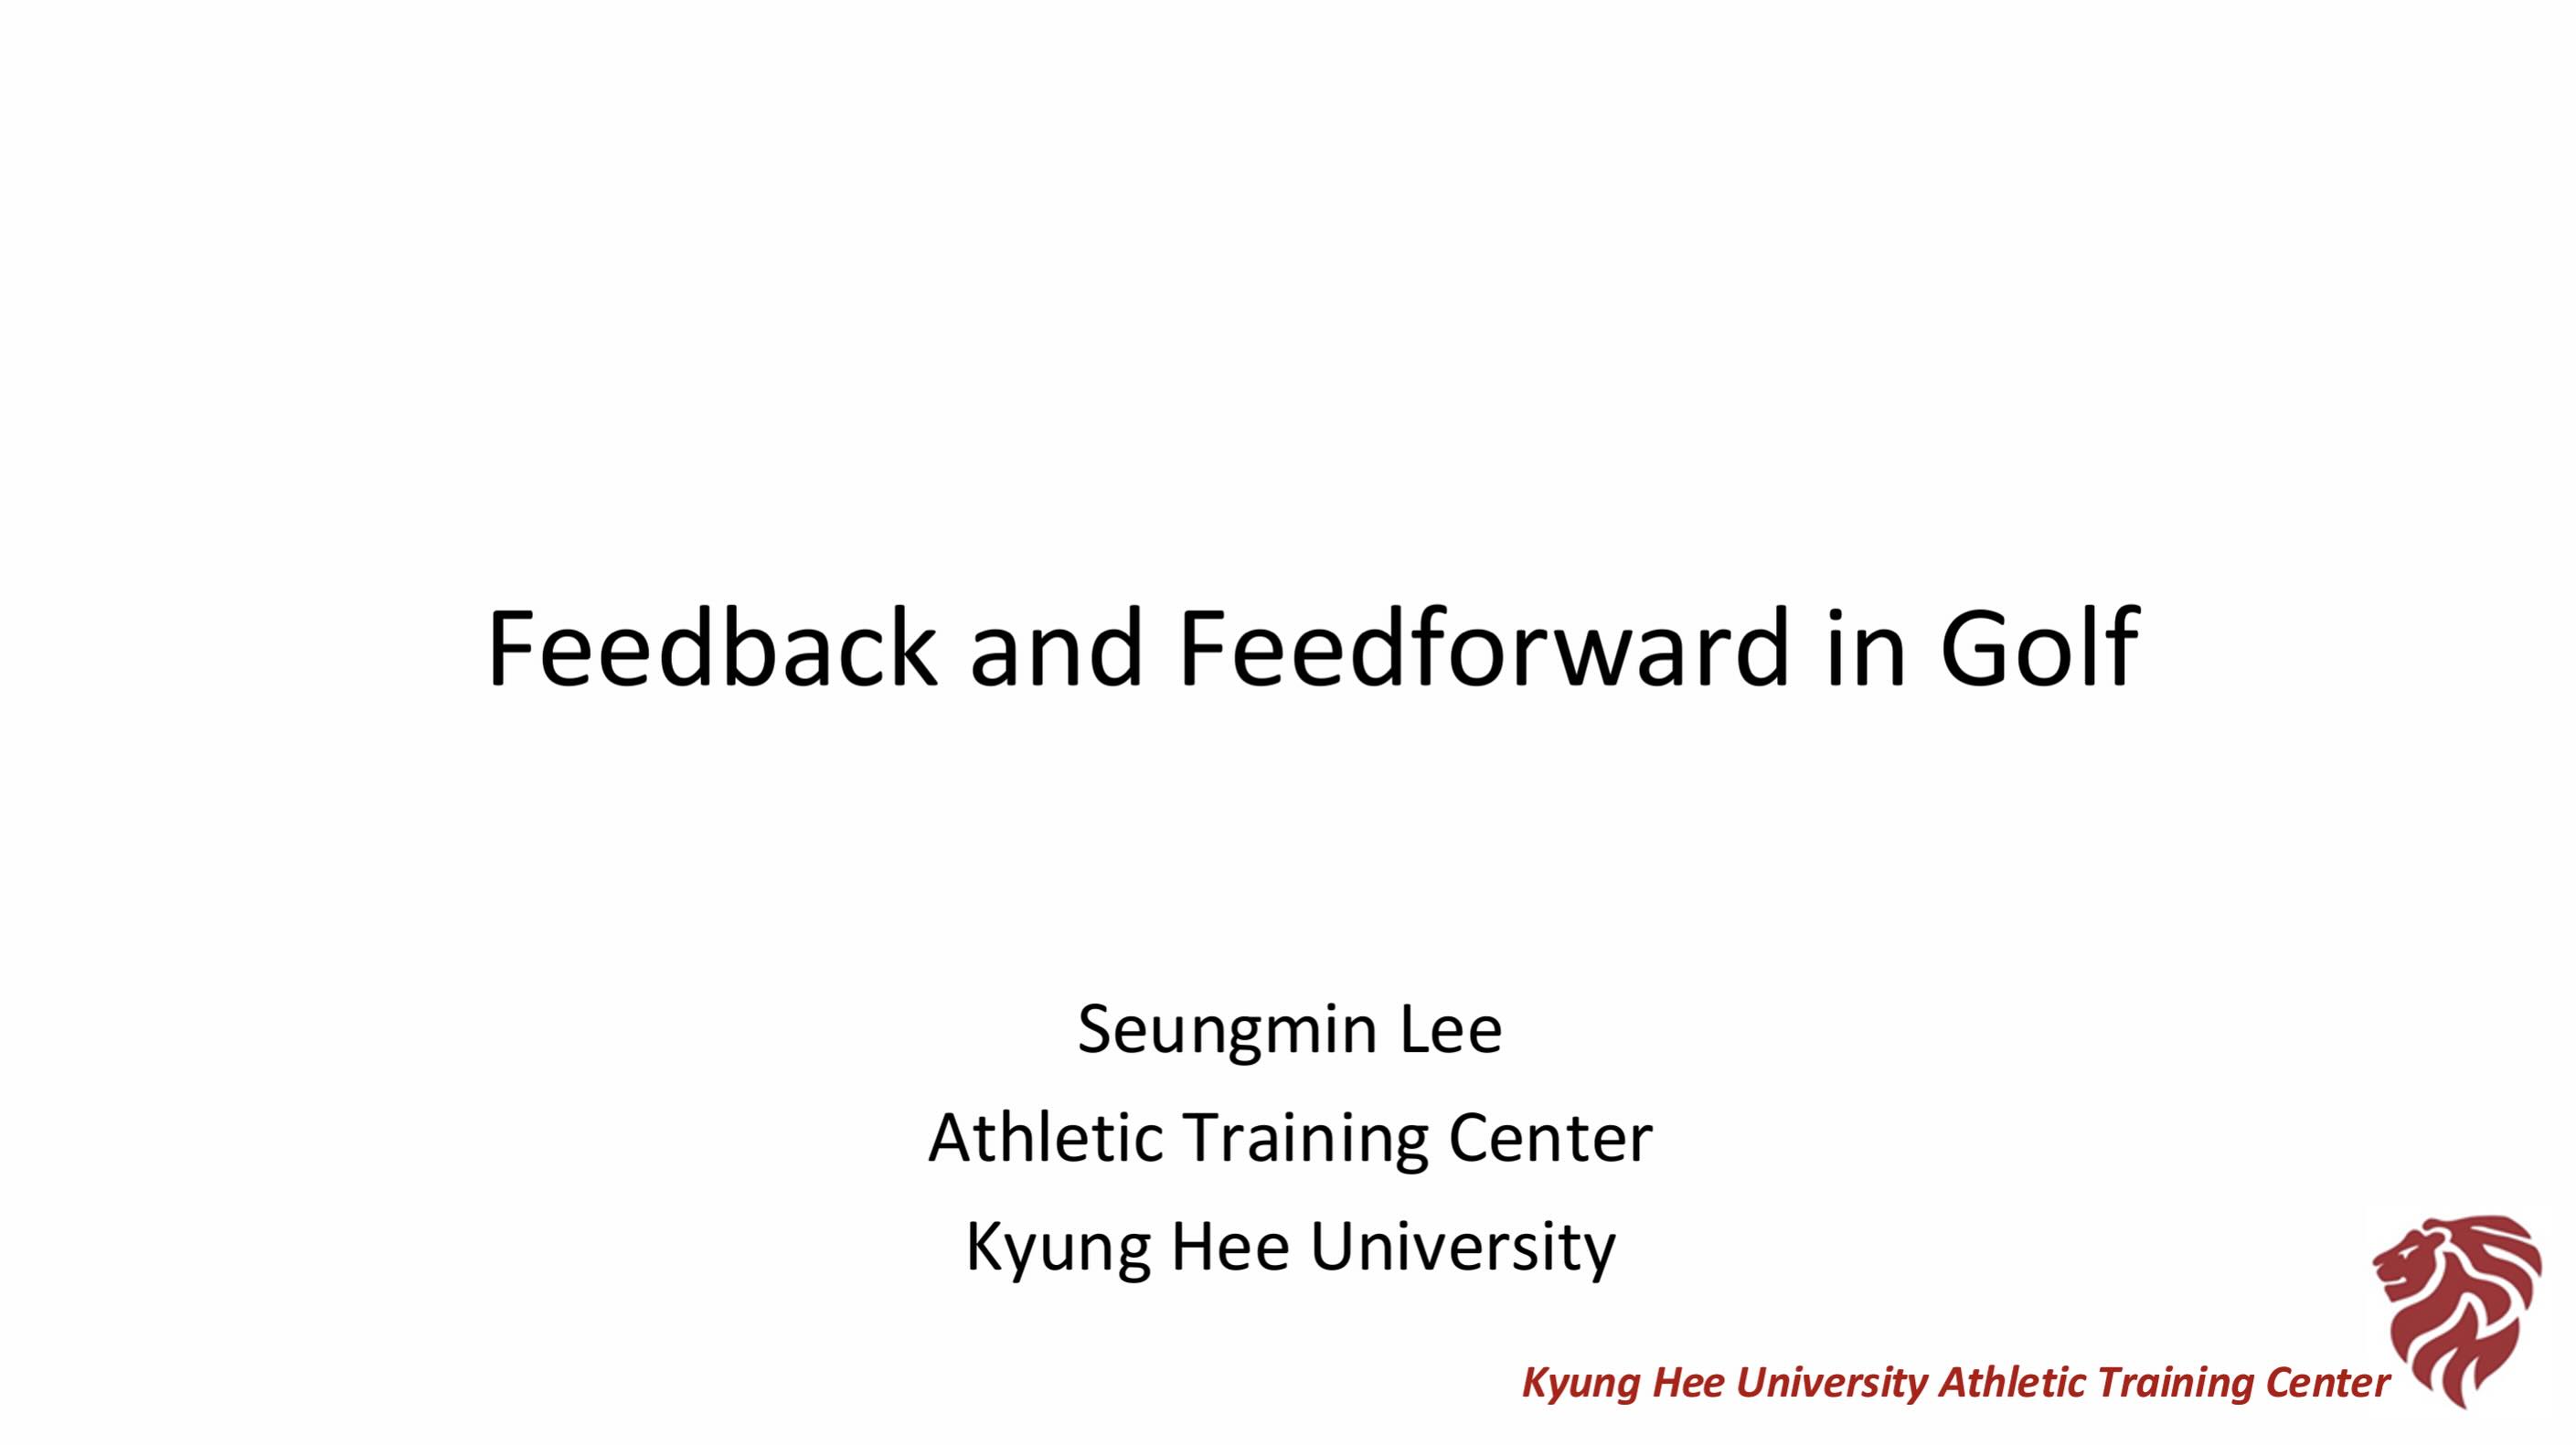 Feedback and Feedforward in Golf
Seungmin Lee
Athletic Training Center
Kyung Hee University
Kyung Hee University Athletic Training Center